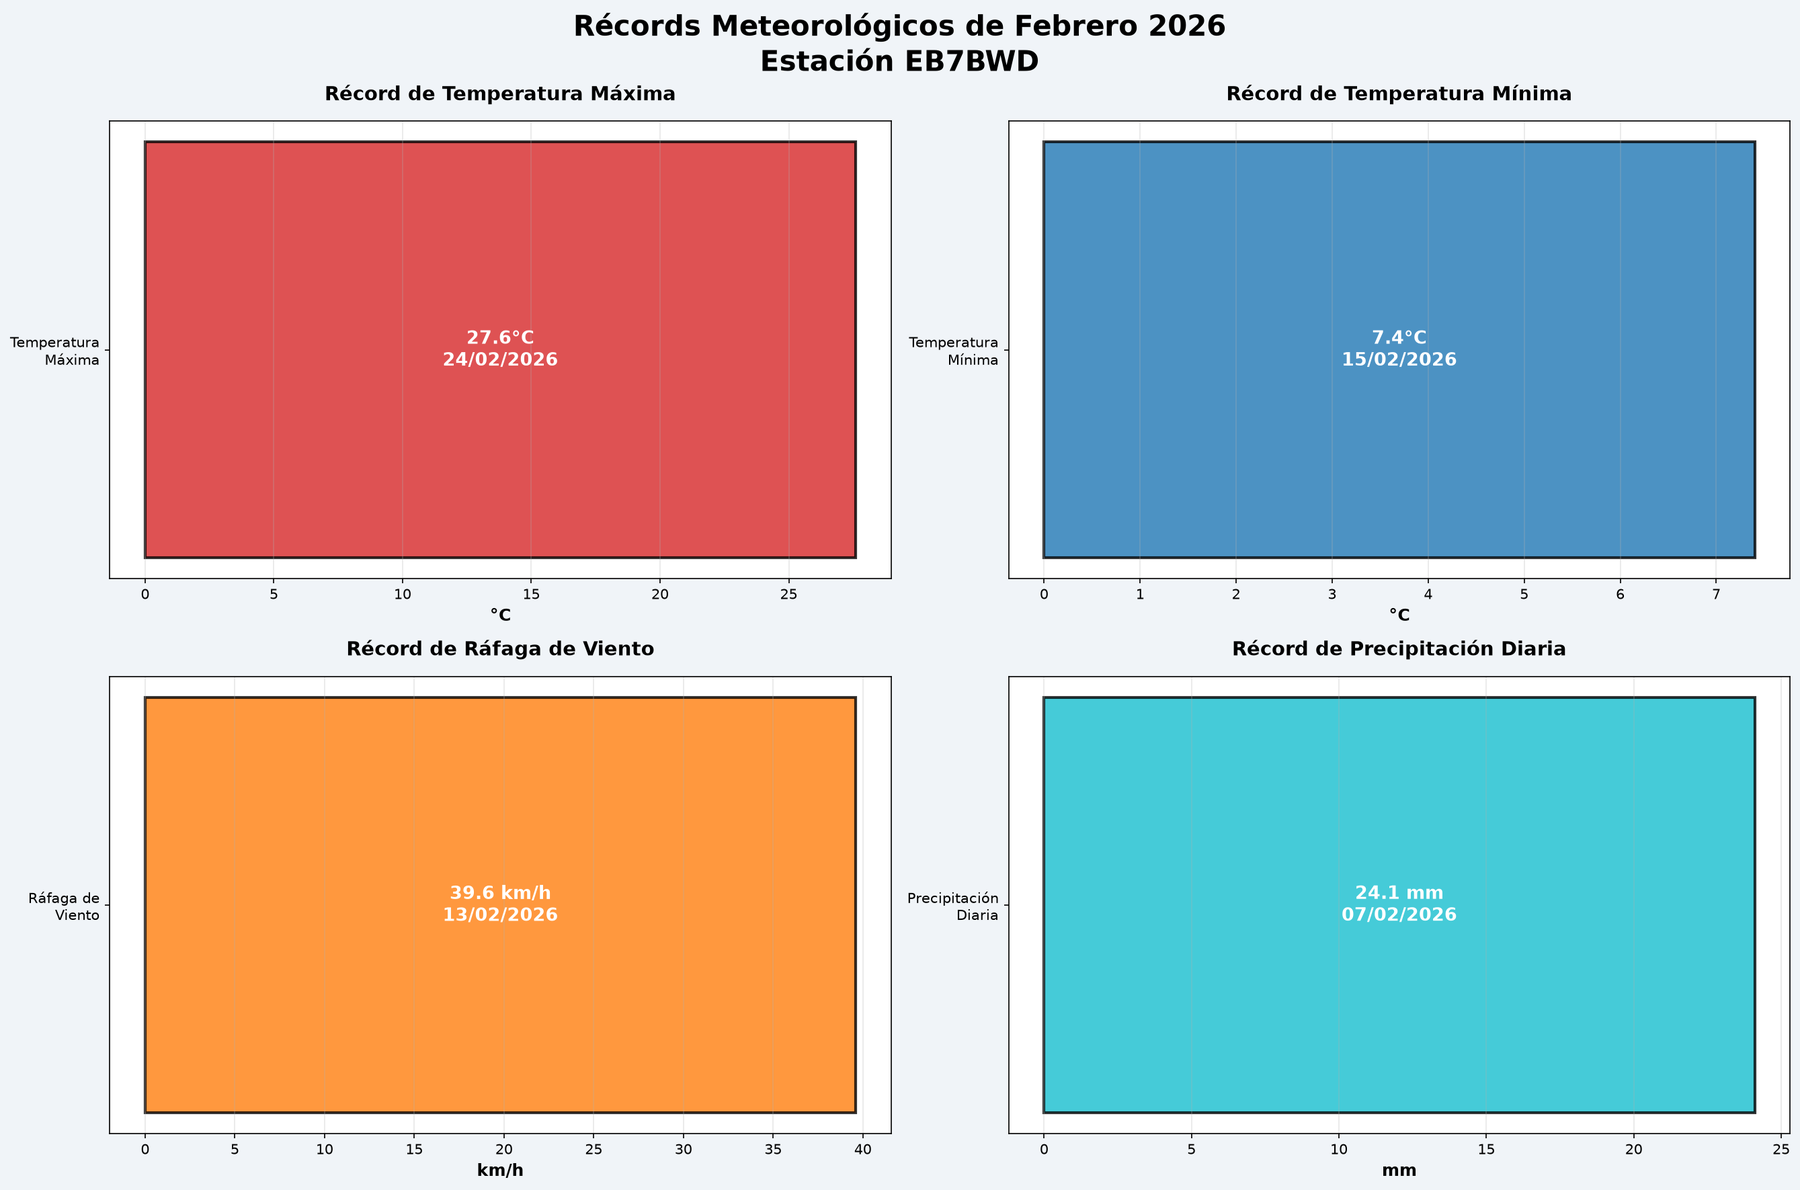 Récords Meteorológicos de Febrero 2026
Estación EB7BWD
Récord de Temperatura Máxima
Temperatura
Máxima
27.6°C
24/02/2026
0 5 10 15 20 25
°C
Récord de Temperatura Mínima
Temperatura
Mínima
7.4°C
15/02/2026
0 1 2 3 4 5 6 7
°C
Récord de Ráfaga de Viento
Ráfaga de
Viento
39.6 km/h
13/02/2026
0 5 10 15 20 25 30 35 40
km/h
Récord de Precipitación Diaria
Precipitación
Diaria
24.1 mm
07/02/2026
0 5 10 15 20 25
mm